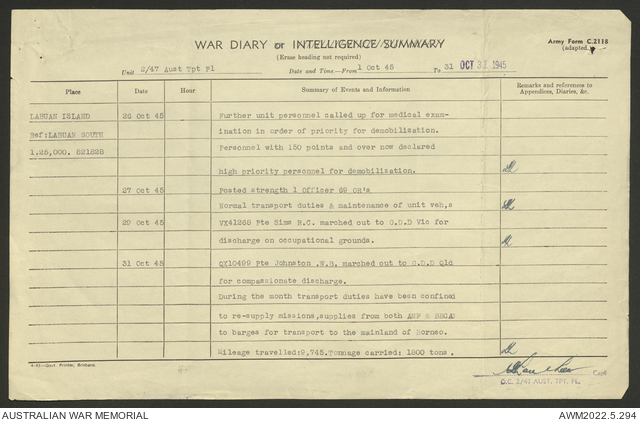 Army Form C.2118
(adapted.)
WAR DIARY or INTELLIGENCE SUMMARY
(Erase heading not required)
Unit 2/47 Aust Tpt Pl Date and Time—From 1 Oct 45 To 31 OCT 31 1945
Place Date Hour Summary of Events and Information Remarks and references to Appendices, Diaries, &c.
LABUAN ISLAND 26 Oct 45 Further unit personnel called up for medical exam-
Ref:LABUAN SOUTH ination in order of priority for demobilization.
1,25,000. 821828 Personnel with 150 points and over now declared
high priority personnel for demobilisation.
27 Oct 45 Posted strength 1 Officer 69 OR's
Normal transport duties & maintenance of unit veh,s
29 Oct 45 VX41258 Pte Sims R.C. marched out to G.D.D Vic for
discharge on occupational grounds.
31 Oct 45 QX10499 Pte Johnston .W.H. marched out to G.D.D Qld
for compassionate discharge.
During the month transport duties have been confined
to re-supply missions,supplies from both AMF & BBCAU
to barges for transport to the mainland of Borneo.
Mileage travelled:9,745.Tonnage carried: 1800 tons.
4-43—Govt. Printer, Brisbane.
Capt
O.C. 2/47 AUST. TPT. PL.
AUSTRALIAN WAR MEMORIAL AWM2022.5.294